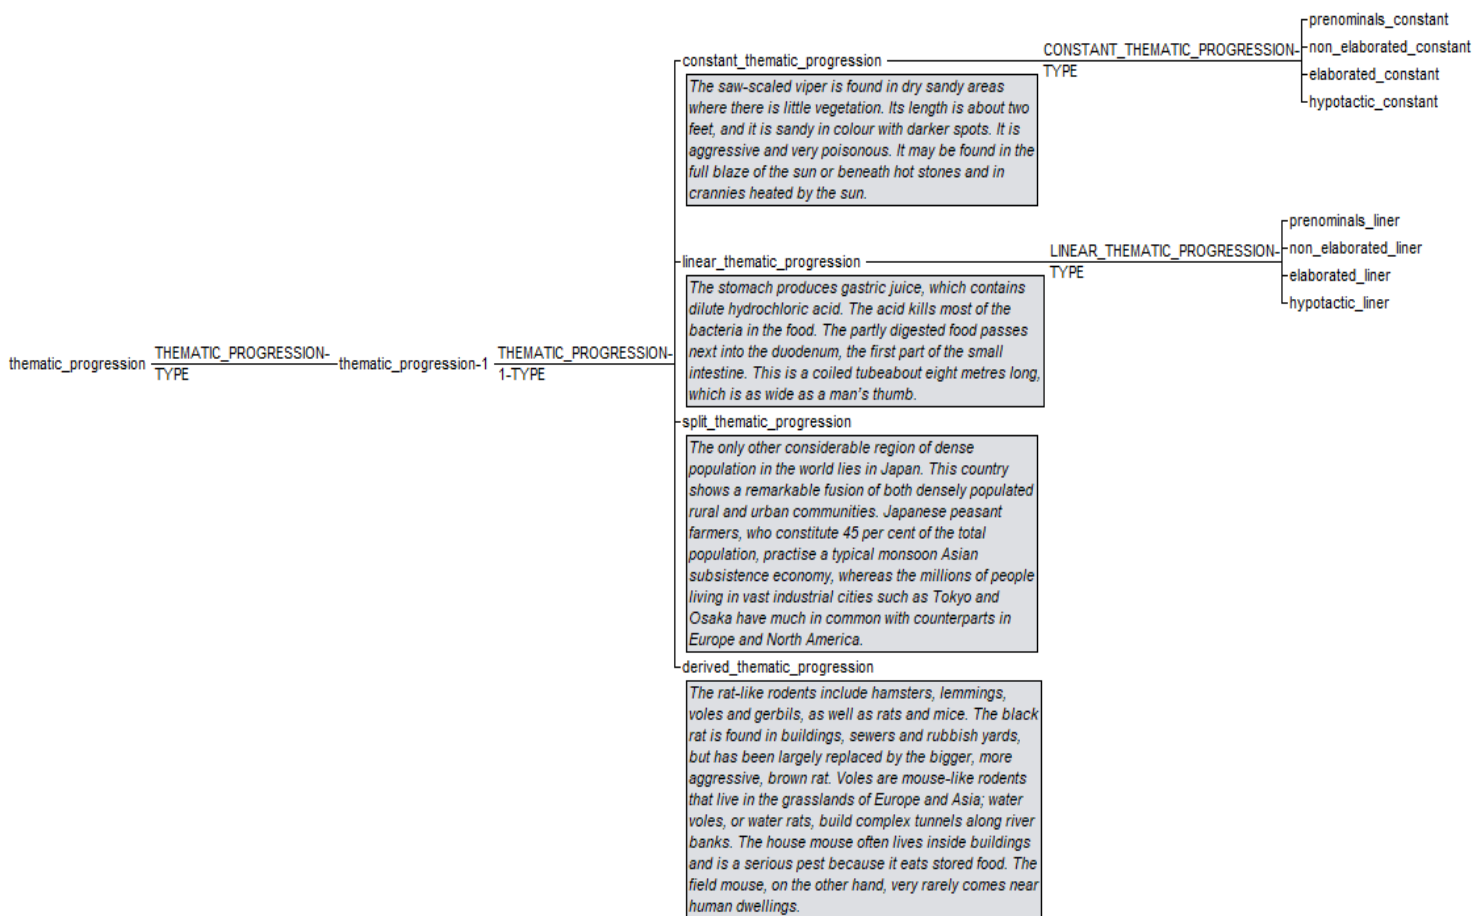 thematic_progression
THEMATIC_PROGRESSION-
TYPE
thematic_progression-1
THEMATIC_PROGRESSION-
1-TYPE
constant_thematic_progression
The saw-scaled viper is found in dry sandy areas
where there is little vegetation. Its length is about two
feet, and it is sandy in colour with darker spots. It is
aggressive and very poisonous. It may be found in the
full blaze of the sun or beneath hot stones and in
crannies heated by the sun.
CONSTANT_THEMATIC_PROGRESSION-
TYPE
prenominals_constant
non_elaborated_constant
elaborated_constant
hypotactic_constant
linear_thematic_progression
The stomach produces gastric juice, which contains
dilute hydrochloric acid. The acid kills most of the
bacteria in the food. The partly digested food passes
next into the duodenum, the first part of the small
intestine. This is a coiled tubeabout eight metres long,
which is as wide as a man's thumb.
LINEAR_THEMATIC_PROGRESSION-
TYPE
prenominals_liner
non_elaborated_liner
elaborated_liner
hypotactic_liner
split_thematic_progression
The only other considerable region of dense
population in the world lies in Japan. This country
shows a remarkable fusion of both densely populated
rural and urban communities. Japanese peasant
farmers, who constitute 45 per cent of the total
population, practise a typical monsoon Asian
subsistence economy, whereas the millions of people
living in vast industrial cities such as Tokyo and
Osaka have much in common with counterparts in
Europe and North America.
derived_thematic_progression
The rat-like rodents include hamsters, lemmings,
voles and gerbils, as well as rats and mice. The black
rat is found in buildings, sewers and rubbish yards,
but has been largely replaced by the bigger, more
aggressive, brown rat. Voles are mouse-like rodents
that live in the grasslands of Europe and Asia; water
voles, or water rats, build complex tunnels along river
banks. The house mouse often lives inside buildings
and is a serious pest because it eats stored food. The
field mouse, on the other hand, very rarely comes near
human dwellings.